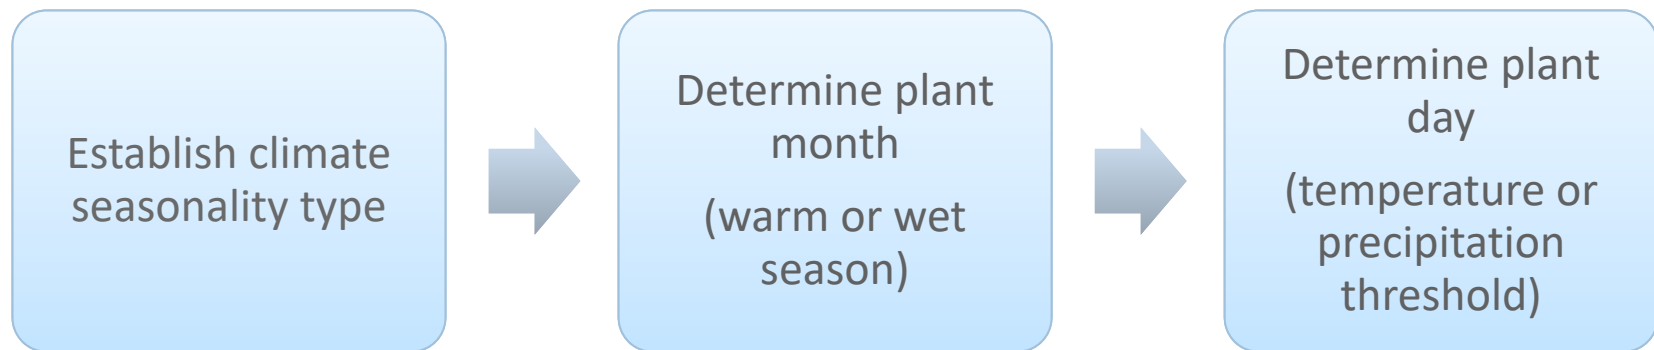 Establish climate
seasonality type
Determine plant
month
(warm or wet
season)
Determine plant
day
(temperature or
precipitation
threshold)